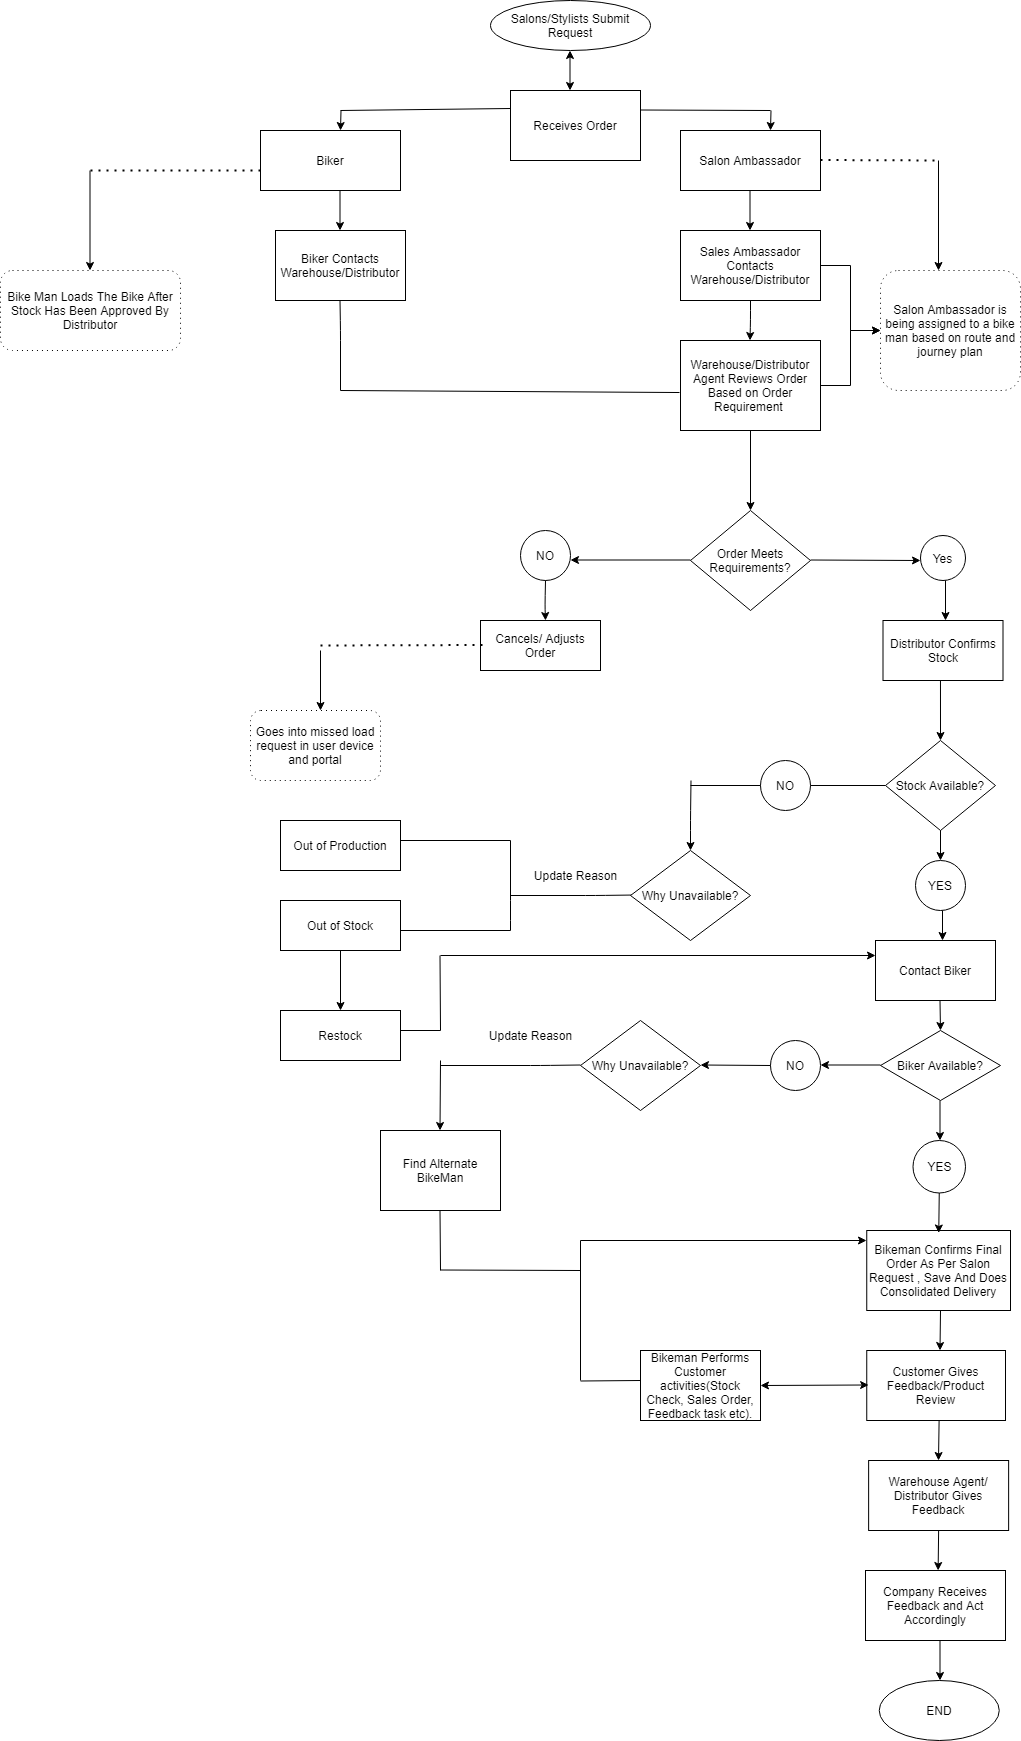 Salons/Stylists Submit
Request
Receives Order
Biker
Salon Ambassador
Biker Contacts
Warehouse/Distributor
Sales Ambassador
Contacts
Warehouse/Distributor
Bike Man Loads The Bike After
Stock Has Been Approved By
Distributor
Salon Ambassador is
being assigned to a bike
man based on route and
journey plan
Warehouse/Distributor
Agent Reviews Order
Based on Order
Requirement
Order Meets
Requirements?
NO
Yes
Cancels/ Adjusts
Order
Distributor Confirms
Stock
Goes into missed load
request in user device
and portal
Stock Available?
NO
Out of Production
Update Reason
Why Unavailable?
YES
Out of Stock
Contact Biker
Restock
Update Reason
Why Unavailable?
NO
Biker Available?
Find Alternate
BikeMan
YES
Bikeman Confirms Final
Order As Per Salon
Request , Save And Does
Consolidated Delivery
Bikeman Performs
Customer
activities(Stock
Check, Sales Order,
Feedback task etc).
Customer Gives
Feedback/Product
Review
Warehouse Agent/
Distributor Gives
Feedback
Company Receives
Feedback and Act
Accordingly
END